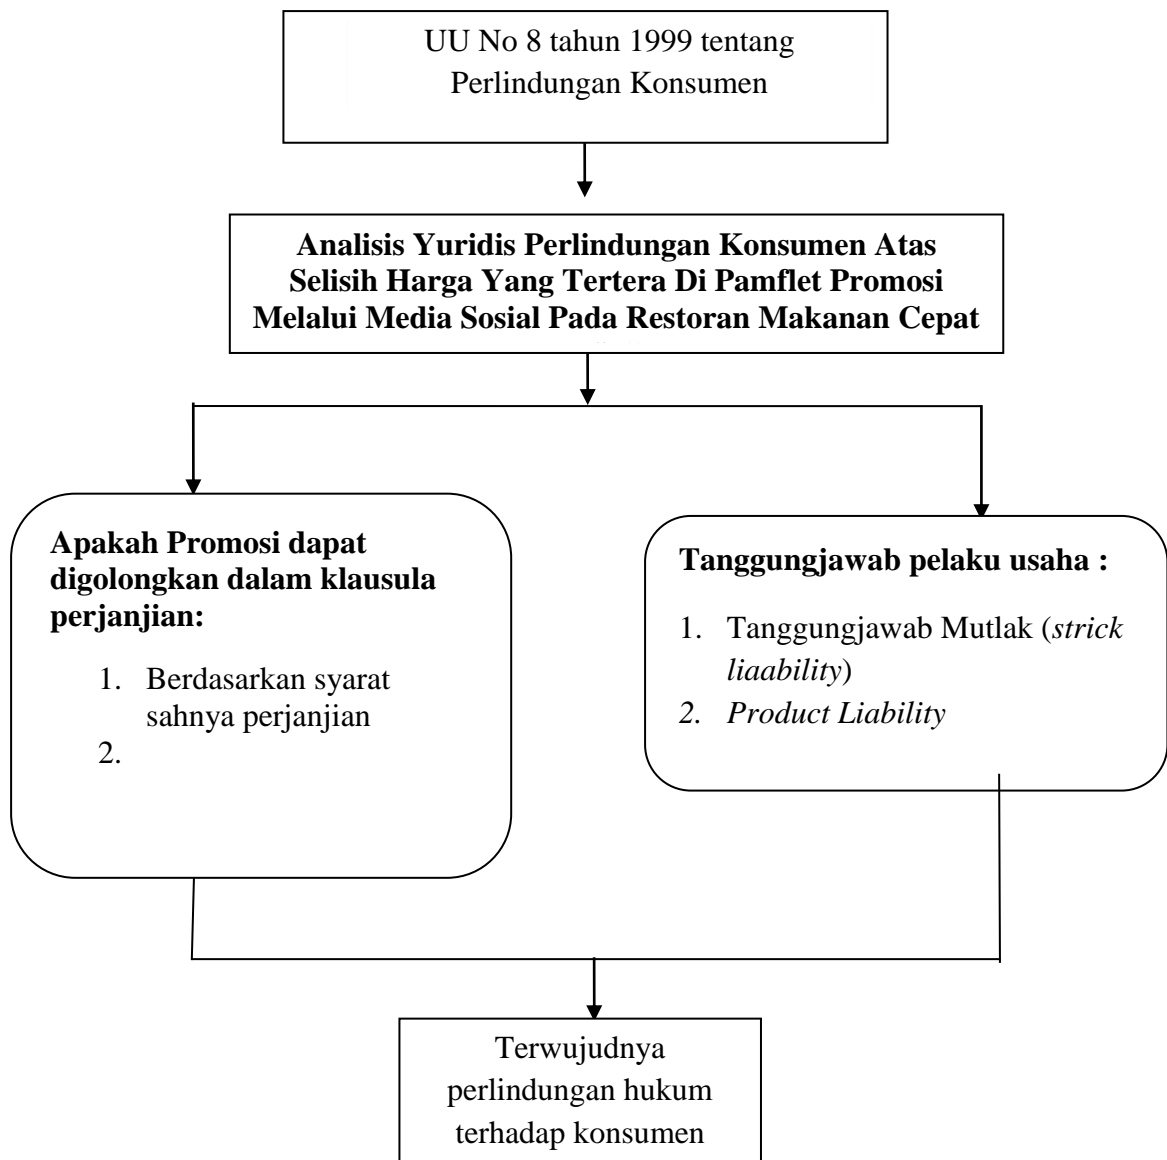 UU No 8 tahun 1999 tentang
Perlindungan Konsumen
Analisis Yuridis Perlindungan Konsumen Atas
Selisih Harga Yang Tertera Di Pamflet Promosi
Melalui Media Sosial Pada Restoran Makanan Cepat
Apakah Promosi dapat
digolongkan dalam klausula
perjanjian:
1. Berdasarkan syarat
sahnya perjanjian
2.
Tanggungjawab pelaku usaha :
1. Tanggungjawab Mutlak (strick
liaability)
2. Product Liability
Terwujudnya
perlindungan hukum
terhadap konsumen